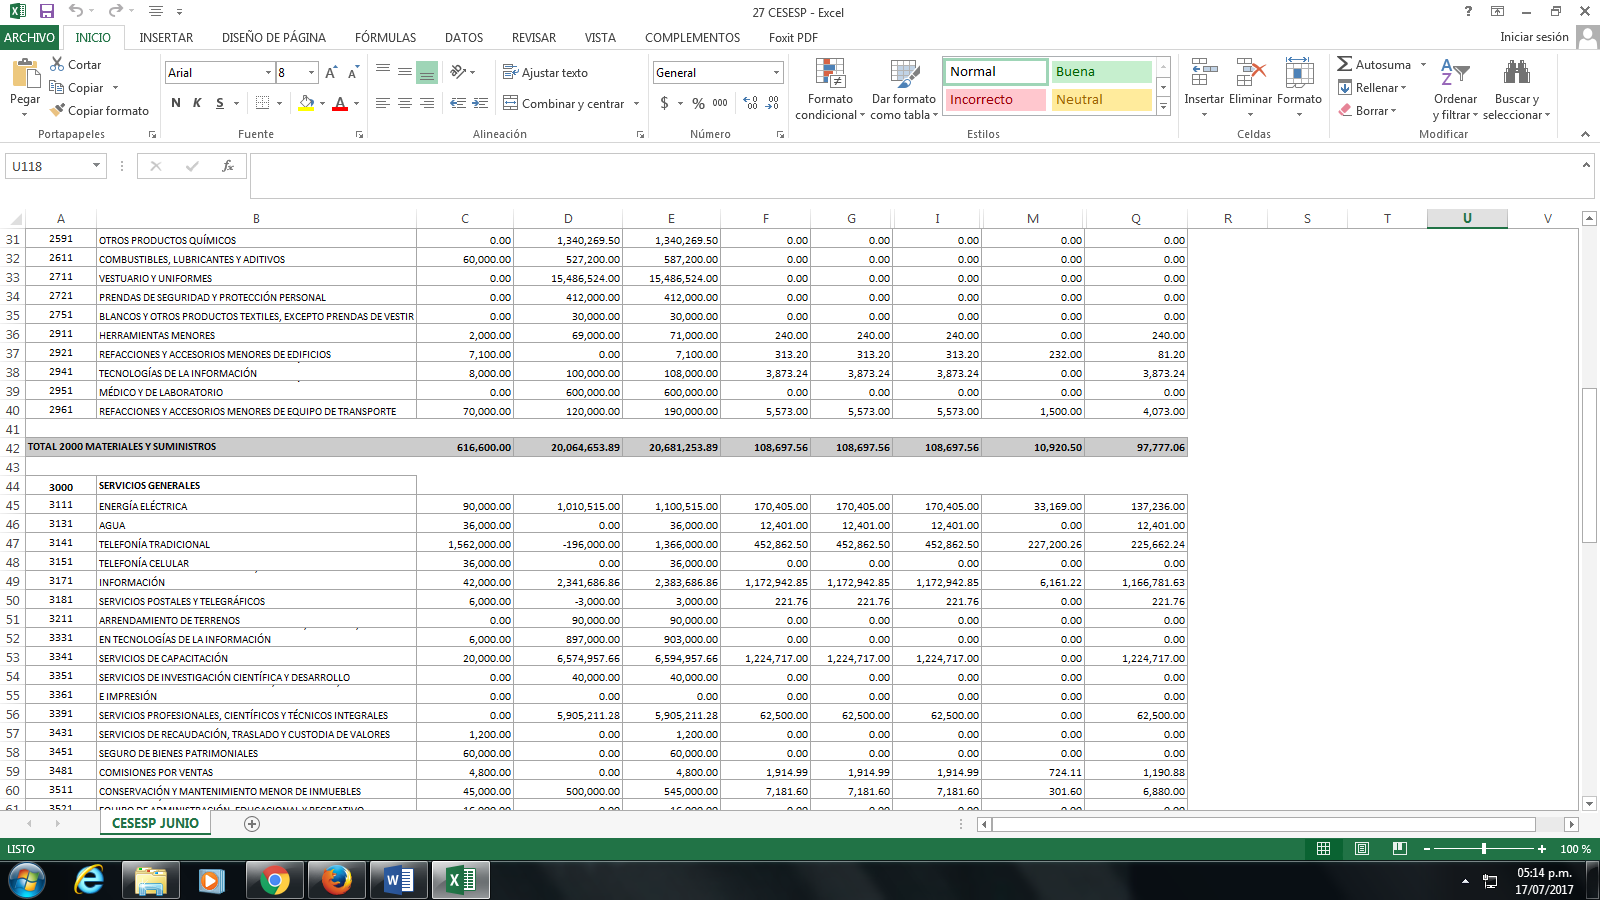 27 CESESP - Excel
ARCHIVO INICIO INSERTAR DISEÑO DE PÁGINA FÓRMULAS DATOS REVISAR VISTA COMPLEMENTOS Foxit PDF Iniciar sesión
Pegar Cortar Copiar Copiar formato Portapapeles
Arial 8 N K S Fuente
Ajustar texto Combinar y centrar Alineación
General $ % 000 Número
Formato condicional Dar formato como tabla Normal Buena Incorrecto Neutral Estilos
Insertar Eliminar Formato Celdas
Autosuma Rellenar Borrar Ordenar y filtrar Buscar y seleccionar Modificar
U118 fx
A B C D E F G I M Q R S T U V
31 2591 OTROS PRODUCTOS QUÍMICOS 0.00 1,340,269.50 1,340,269.50 0.00 0.00 0.00 0.00 0.00
32 2611 COMBUSTIBLES, LUBRICANTES Y ADITIVOS 60,000.00 527,200.00 587,200.00 0.00 0.00 0.00 0.00 0.00
33 2711 VESTUARIO Y UNIFORMES 0.00 15,486,524.00 15,486,524.00 0.00 0.00 0.00 0.00 0.00
34 2721 PRENDAS DE SEGURIDAD Y PROTECCIÓN PERSONAL 0.00 412,000.00 412,000.00 0.00 0.00 0.00 0.00 0.00
35 2751 BLANCOS Y OTROS PRODUCTOS TEXTILES, EXCEPTO PRENDAS DE VESTIR 0.00 30,000.00 30,000.00 0.00 0.00 0.00 0.00 0.00
36 2911 HERRAMIENTAS MENORES 2,000.00 69,000.00 71,000.00 240.00 240.00 240.00 0.00 240.00
37 2921 REFACCIONES Y ACCESORIOS MENORES DE EDIFICIOS 7,100.00 0.00 7,100.00 313.20 313.20 313.20 232.00 81.20
38 2941 TECNOLOGÍAS DE LA INFORMACIÓN 8,000.00 100,000.00 108,000.00 3,873.24 3,873.24 3,873.24 0.00 3,873.24
39 2951 MÉDICO Y DE LABORATORIO 0.00 600,000.00 600,000.00 0.00 0.00 0.00 0.00 0.00
40 2961 REFACCIONES Y ACCESORIOS MENORES DE EQUIPO DE TRANSPORTE 70,000.00 120,000.00 190,000.00 5,573.00 5,573.00 5,573.00 1,500.00 4,073.00
41
42 TOTAL 2000 MATERIALES Y SUMINISTROS 616,600.00 20,064,653.89 20,681,253.89 108,697.56 108,697.56 108,697.56 10,920.50 97,777.06
43
44 3000 SERVICIOS GENERALES
45 3111 ENERGÍA ELÉCTRICA 90,000.00 1,010,515.00 1,100,515.00 170,405.00 170,405.00 170,405.00 33,169.00 137,236.00
46 3131 AGUA 36,000.00 0.00 36,000.00 12,401.00 12,401.00 12,401.00 0.00 12,401.00
47 3141 TELEFONÍA TRADICIONAL 1,562,000.00 -196,000.00 1,366,000.00 452,862.50 452,862.50 452,862.50 227,200.26 225,662.24
48 3151 TELEFONÍA CELULAR 36,000.00 0.00 36,000.00 0.00 0.00 0.00 0.00 0.00
49 3171 INFORMACIÓN 42,000.00 2,341,686.86 2,383,686.86 1,172,942.85 1,172,942.85 1,172,942.85 6,161.22 1,166,781.63
50 3181 SERVICIOS POSTALES Y TELEGRÁFICOS 6,000.00 -3,000.00 3,000.00 221.76 221.76 221.76 0.00 221.76
51 3211 ARRENDAMIENTO DE TERRENOS 0.00 90,000.00 90,000.00 0.00 0.00 0.00 0.00 0.00
52 3331 EN TECNOLOGÍAS DE LA INFORMACIÓN 6,000.00 897,000.00 903,000.00 0.00 0.00 0.00 0.00 0.00
53 3341 SERVICIOS DE CAPACITACIÓN 20,000.00 6,574,957.66 6,594,957.66 1,224,717.00 1,224,717.00 1,224,717.00 0.00 1,224,717.00
54 3351 SERVICIOS DE INVESTIGACIÓN CIENTÍFICA Y DESARROLLO 0.00 40,000.00 40,000.00 0.00 0.00 0.00 0.00 0.00
55 3361 E IMPRESIÓN 0.00 0.00 0.00 0.00 0.00 0.00 0.00 0.00
56 3391 SERVICIOS PROFESIONALES, CIENTÍFICOS Y TÉCNICOS INTEGRALES 0.00 5,905,211.28 5,905,211.28 62,500.00 62,500.00 62,500.00 0.00 62,500.00
57 3431 SERVICIOS DE RECAUDACIÓN, TRASLADO Y CUSTODIA DE VALORES 1,200.00 0.00 1,200.00 0.00 0.00 0.00 0.00 0.00
58 3451 SEGURO DE BIENES PATRIMONIALES 60,000.00 0.00 60,000.00 0.00 0.00 0.00 0.00 0.00
59 3481 COMISIONES POR VENTAS 4,800.00 0.00 4,800.00 1,914.99 1,914.99 1,914.99 724.11 1,190.88
60 3511 CONSERVACIÓN Y MANTENIMIENTO MENOR DE INMUEBLES 45,000.00 500,000.00 545,000.00 7,181.60 7,181.60 7,181.60 301.60 6,880.00
61 3521 EQUIPO DE ADMINISTRACIÓN, EDUCACIONAL Y RECREATIVO 16,000.00 0.00 16,000.00 0.00 0.00 0.00 0.00 0.00
CESESP JUNIO
LISTO 100 %
05:14 p.m.
17/07/2017